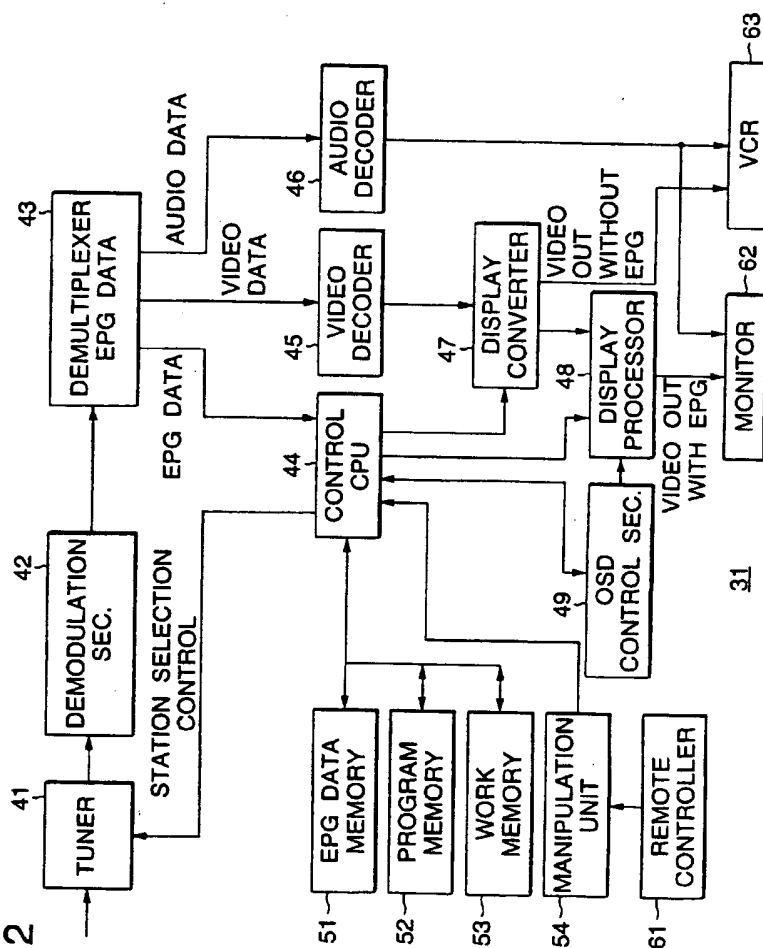 2
41
TUNER
42
DEMODULATION
SEC.
43
DEMULTIPLEXER
EPG DATA
STATION SELECTION
CONTROL
EPG DATA
VIDEO
DATA
AUDIO DATA
44
CONTROL
CPU
45
VIDEO
DECODER
46
AUDIO
DECODER
51
EPG DATA
MEMORY
52
PROGRAM
MEMORY
53
WORK
MEMORY
54
MANIPULATION
UNIT
61
REMOTE
CONTROLLER
49
OSD
CONTROL SEC.
47
DISPLAY
CONVERTER
48
DISPLAY
PROCESSOR
VIDEO
OUT
WITHOUT
EPG
VIDEO OUT
WITH EPG
31
62
MONITOR
63
VCR